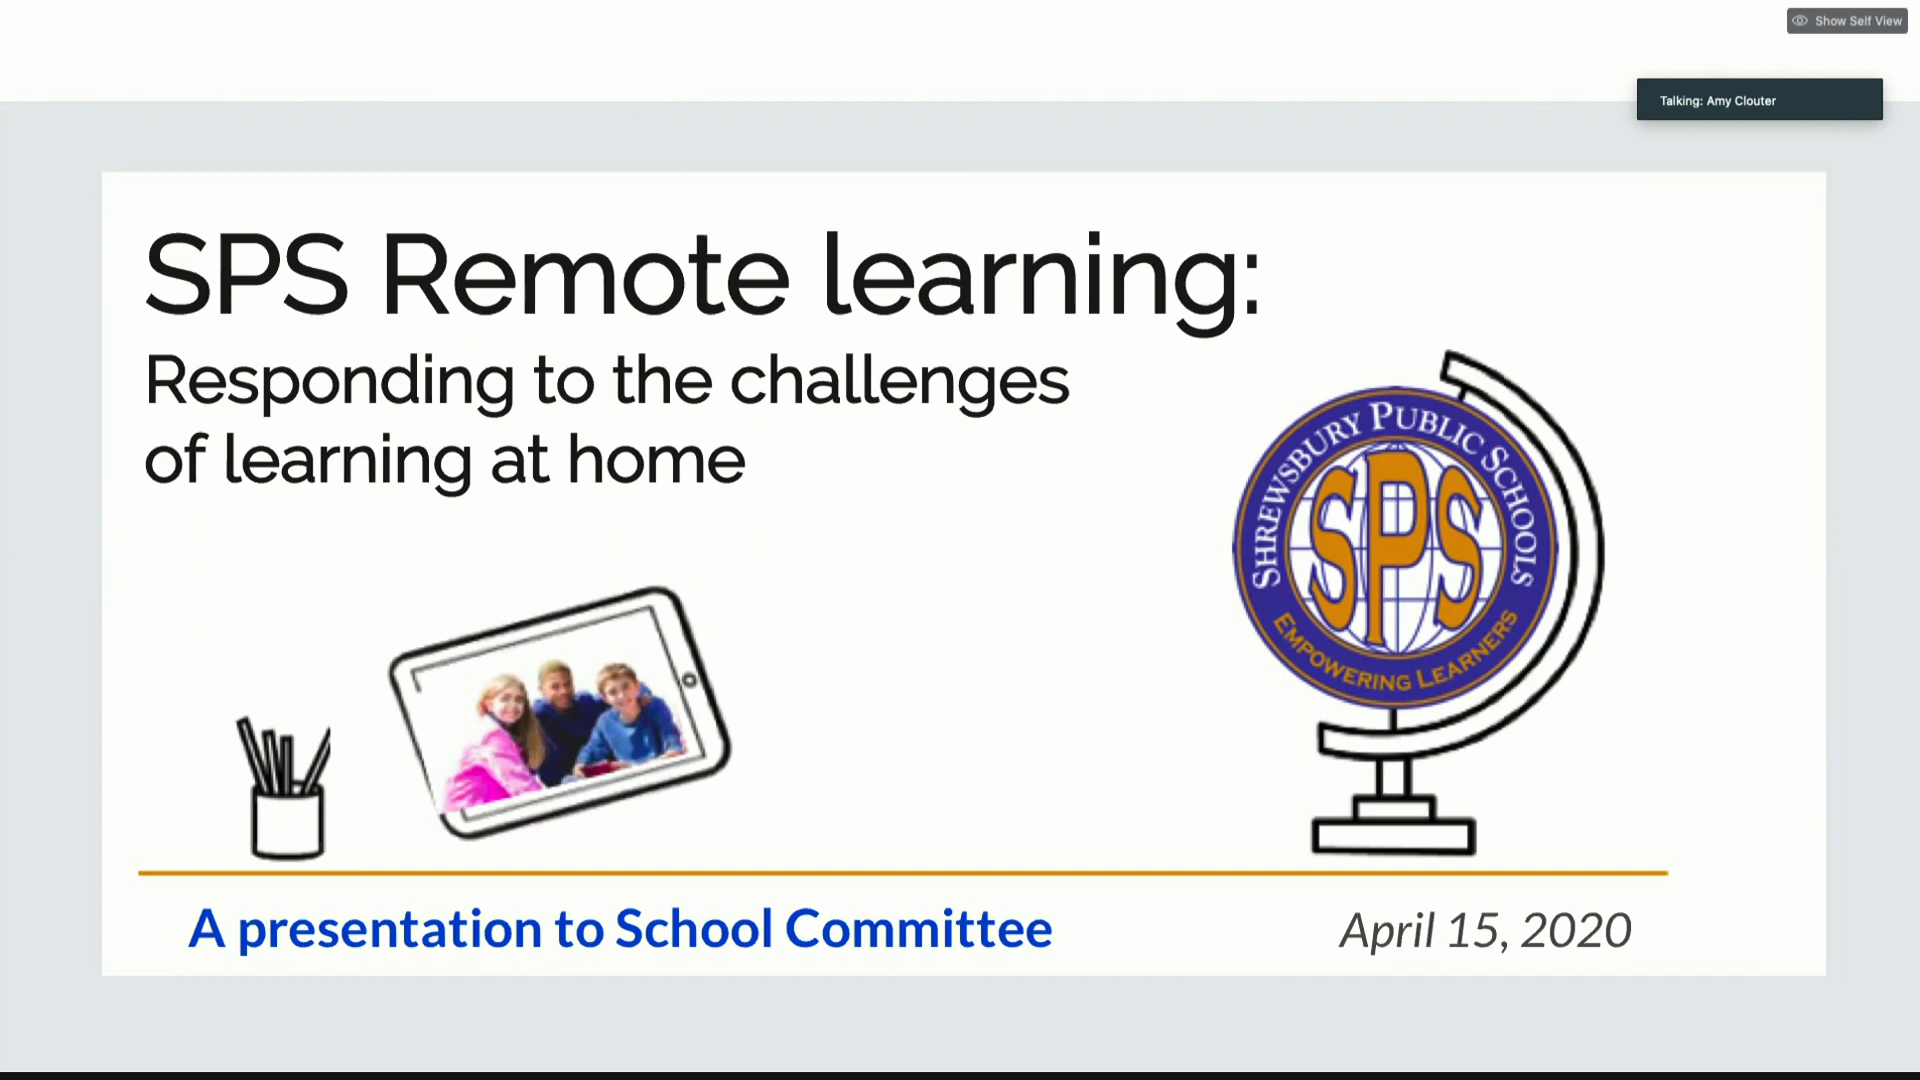 Show Self View
Talking: Amy Clouter
SPS Remote learning:
Responding to the challenges
of learning at home
SHREWSBURY PUBLIC SCHOOLS
SPS
EMPOWERING LEARNERS
A presentation to School Committee
April 15, 2020